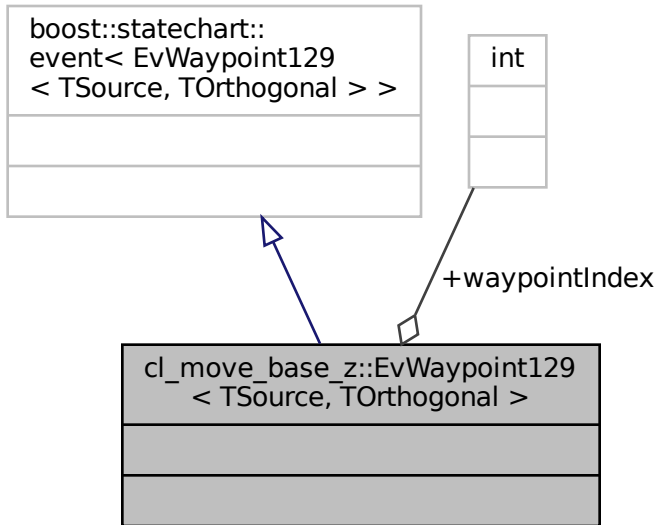 boost::statechart::
event< EvWaypoint129
< TSource, TOrthogonal > >
int
+waypointIndex
cl_move_base_z::EvWaypoint129
< TSource, TOrthogonal >